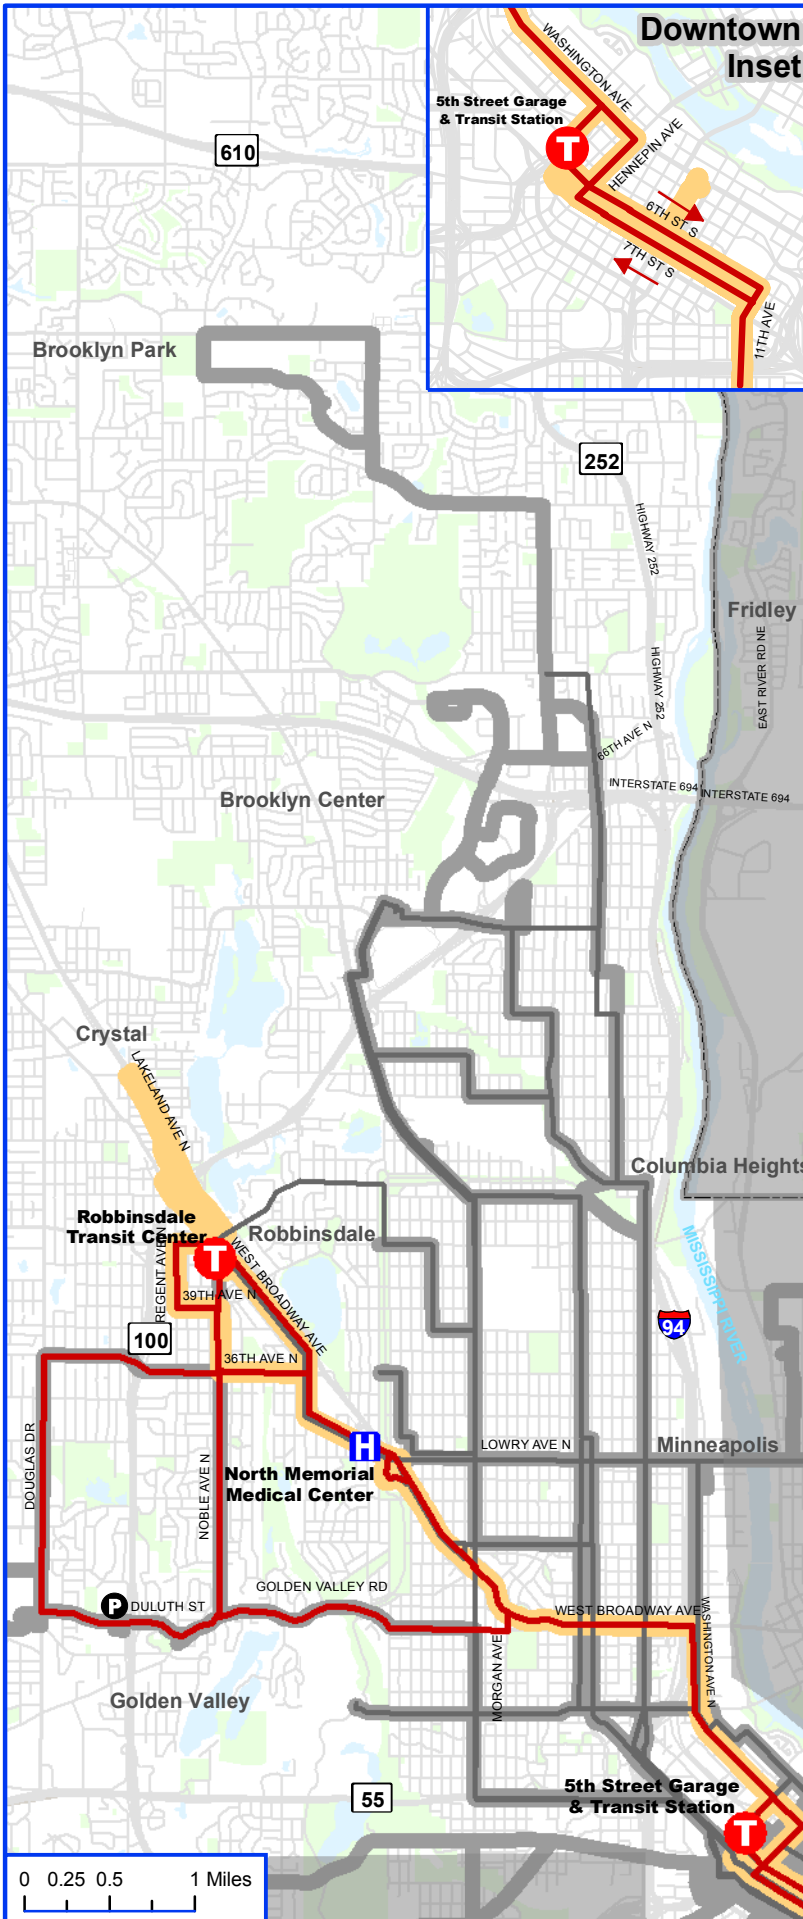 Downtown
Inset
WASHINGTON AVE
5th Street Garage
& Transit Station
T
HENNEPIN AVE
6TH ST S
7TH ST S
11TH AVE
610
Brooklyn Park
252
HIGHWAY 252
Fridley
EAST RIVER RD NE
HIGHWAY 252
66TH AVE N
INTERSTATE 694
INTERSTATE 694
Brooklyn Center
Crystal
LAKELAND AVE N
Columbia Heights
Robbinsdale
Transit Center
T
Robbinsdale
REGENT AVE N
WEST BROADWAY AVE
MISSISSIPPI RIVER
39TH AVE N
100
94
36TH AVE N
DOUGLAS DR
NOBLE AVE N
H
LOWRY AVE N
Minneapolis
North Memorial
Medical Center
GOLDEN VALLEY RD
P
DULUTH ST
WEST BROADWAY AVE
WASHINGTON AVE N
MORGAN AVE
Golden Valley
55
5th Street Garage
& Transit Station
T
0 0.25 0.5 1 Miles